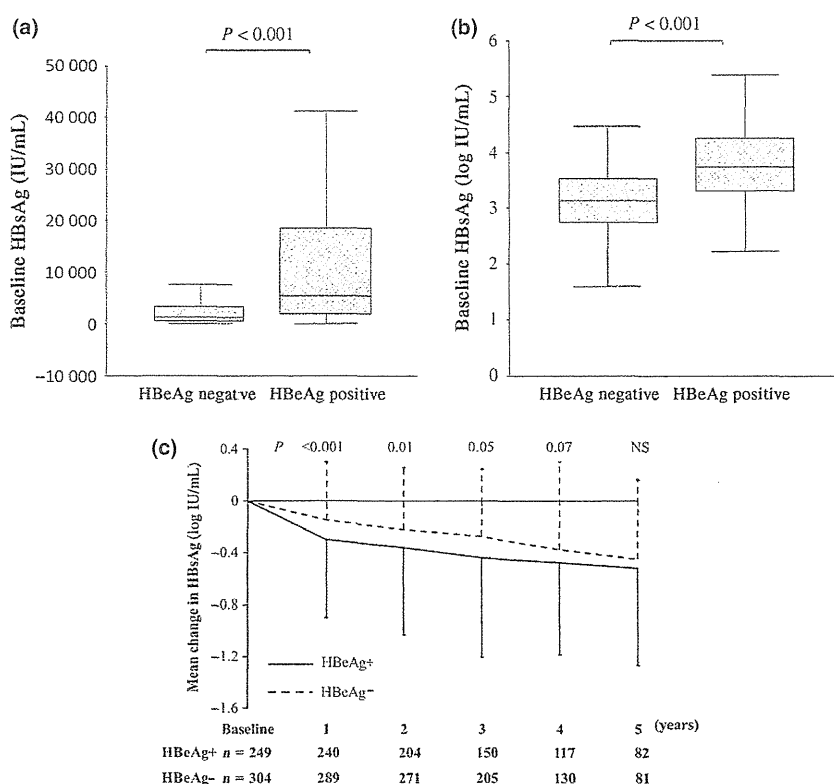 (a)
P < 0.001
Baseline HBsAg (IU/mL)
50 000
40 000
30 000
20 000
10 000
0
−10 000
HBeAg negatve
HBeAg positive
(b)
P < 0.001
Baseline HBsAg (log IU/mL)
6
5
4
3
2
1
0
HBeAg negative
HBeAg positive
(c)
Mean change in HBsAg (log IU/mL)
0.4
0
−0.4
−0.8
−1.2
−1.6
P <0.001 0.01 0.05 0.07 NS
HBeAg+
HBeAg−
Baseline 1 2 3 4 5 (years)
HBeAg+ n = 249 240 204 150 117 82
HBeAg− n = 304 289 271 205 130 81